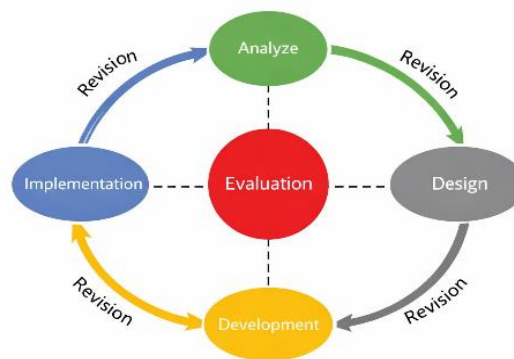 Analyze
Revision
Revision
Implementation
Evaluation
Design
Revision
Revision
Development